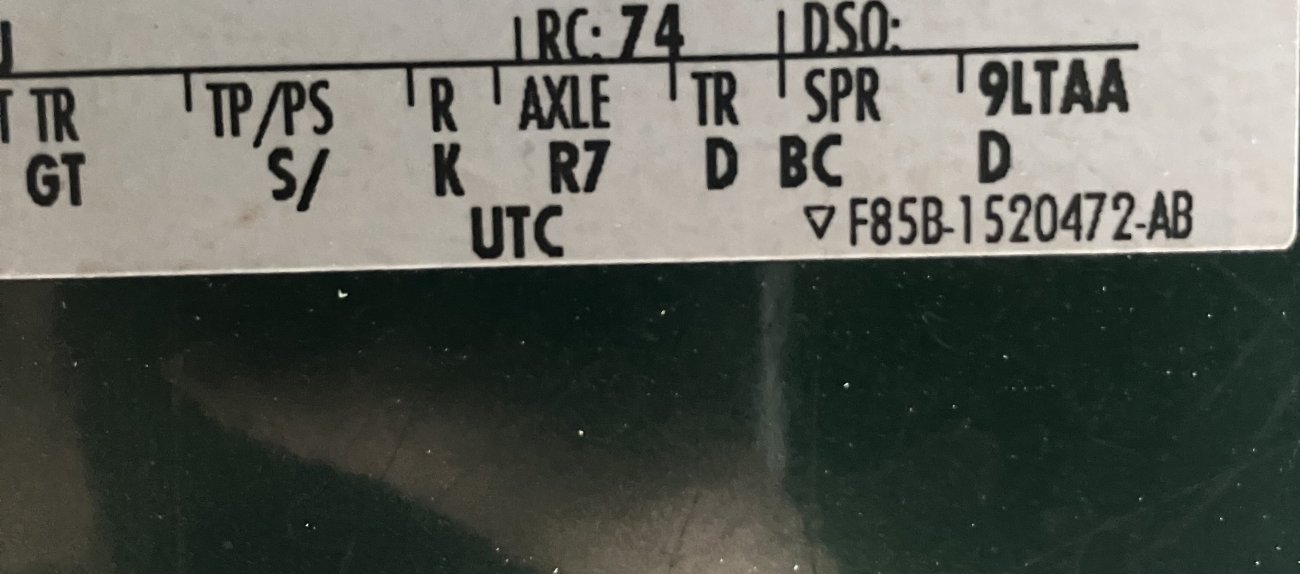 RC: 74 DSO:
TR TP/PS R AXLE TR SPR 9LTAA
GT S/ K R7 D BC D
UTC ▽ F85B-1520472-AB